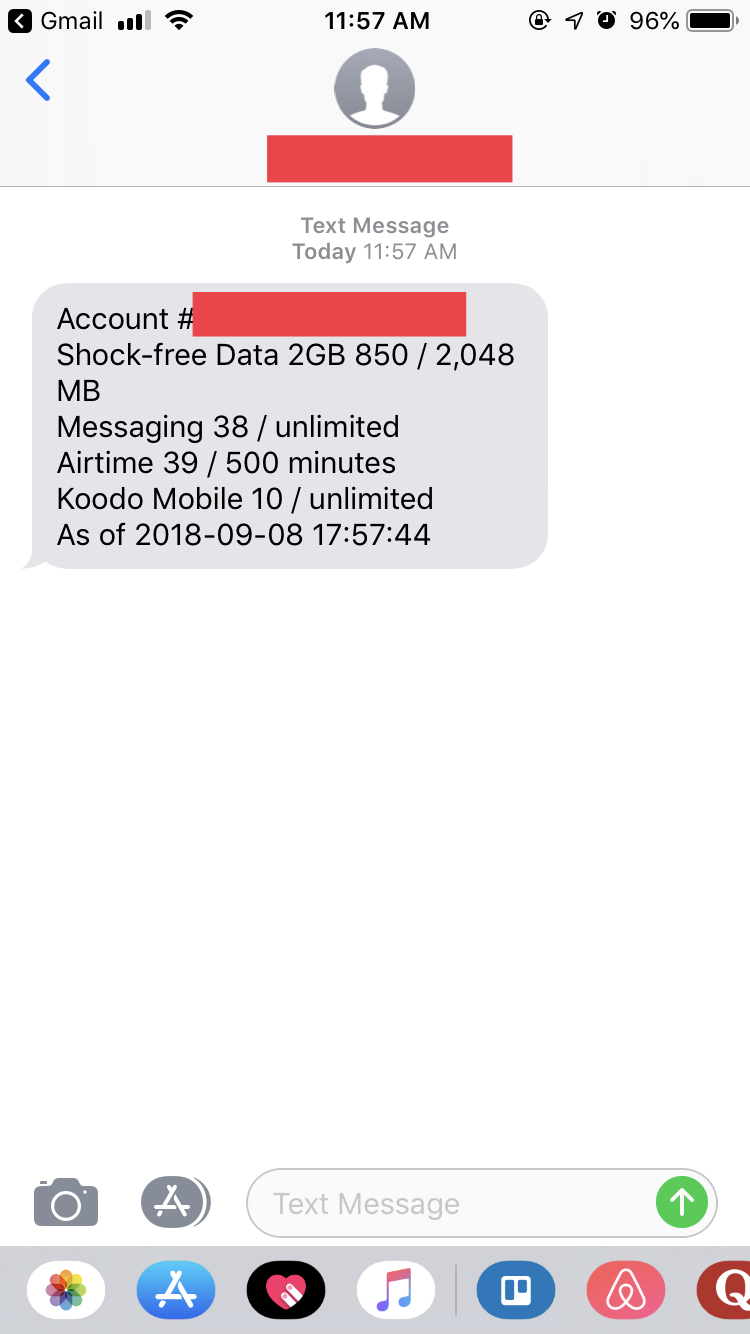 Gmail 11:57 AM 96%
Text Message
Today 11:57 AM
Account #
Shock-free Data 2GB 850 / 2,048
MB
Messaging 38 / unlimited
Airtime 39 / 500 minutes
Koodo Mobile 10 / unlimited
As of 2018-09-08 17:57:44
Text Message